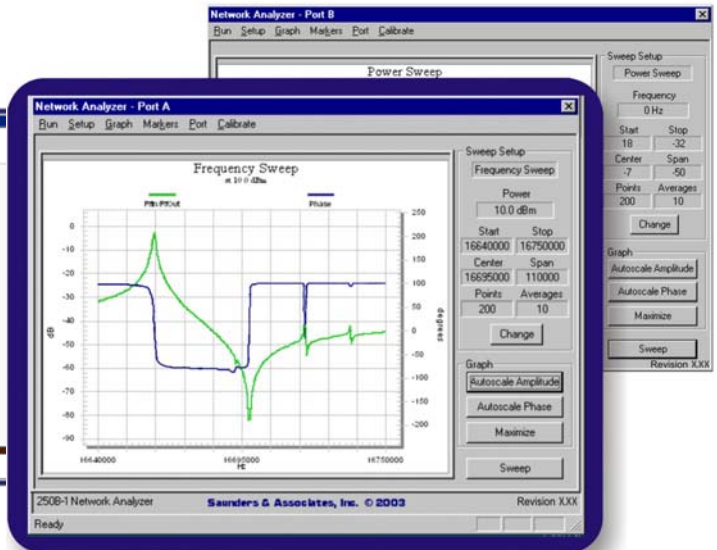 Network Analyzer - Port B
Run Setup Graph Markers Port Calibrate
Power Sweep
Sweep Setup
Power Sweep
Frequency
0 Hz
Start Stop
18 -32
Center Span
-7 -50
Points Averages
200 10
Change
Graph
Autoscale Amplitude
Autoscale Phase
Maximize
Sweep
Revision XXX
Network Analyzer - Port A
Run Setup Graph Markers Port Calibrate
Frequency Sweep
at 10.0 dBm
Phase
0
-10
-20
-30
-40
-50
-60
-70
-80
-90
dB
250
200
150
100
50
0
-50
-100
-150
-200
degrees
16640000 16695000 16750000
Hz
Sweep Setup
Frequency Sweep
Power
10.0 dBm
Start Stop
16640000 16750000
Center Span
16695000 110000
Points Averages
200 10
Change
Graph
Autoscale Amplitude
Autoscale Phase
Maximize
Sweep
250B-1 Network Analyzer Saunders & Associates, Inc. © 2003 Revision XXX
Ready